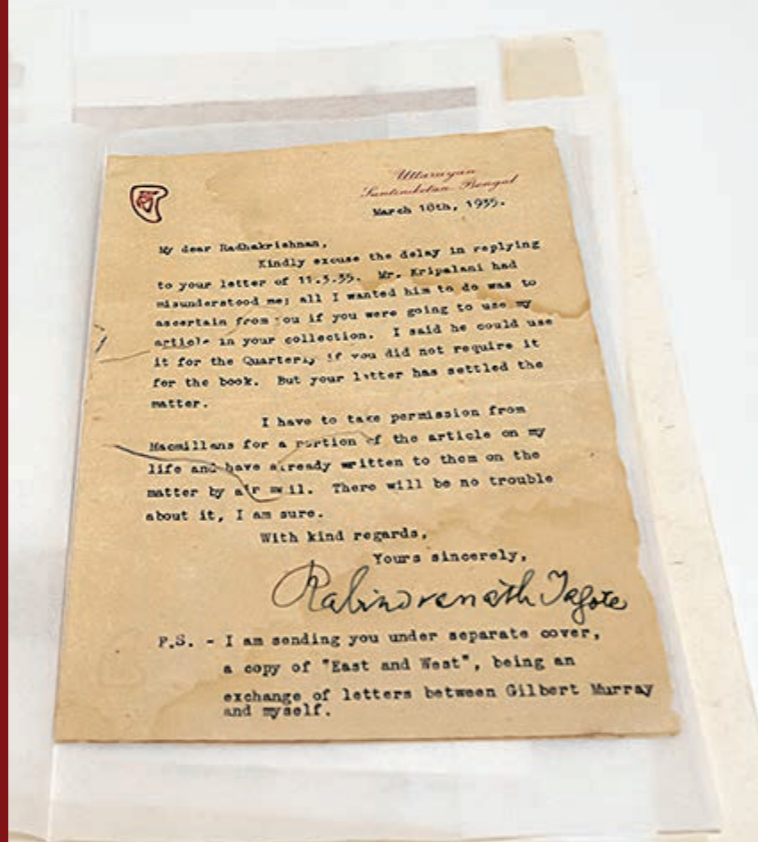 Uttarayan
Santiniketan Bengal
March 18th, 1935.
My dear Radhakrishnan,
Kindly excuse the delay in replying
to your letter of 11.3.35. Mr. Kripalani had
misunderstood me; all I wanted him to do was to
ascertain from you if you were going to use my
article in your collection. I said he could use
it for the Quarterly if you did not require it
for the book. But your letter has settled the
matter.
I have to take permission from
Macmillans for a portion of the article on my
life and have already written to them on the
matter by air mail. There will be no trouble
about it, I am sure.
With kind regards,
Yours sincerely,
Rabindranath Tagore
P.S. - I am sending you under separate cover,
a copy of "East and West", being an
exchange of letters between Gilbert Murray
and myself.